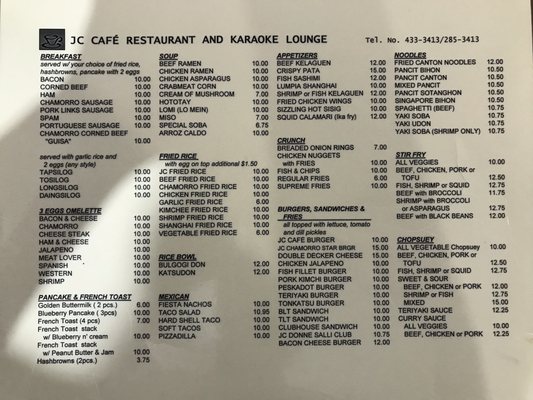 JC CAFÉ RESTAURANT AND KARAOKE LOUNGE
Tel. No. 433-3413/285-3413
BREAKFAST
served w/your choice of fried rice,
hashbrowns, pancake with 2 eggs
BACON 10.00
CORNED BEEF 10.00
HAM 10.00
CHAMORRO SAUSAGE 10.00
PORK LINKS SAUSAGE 10.00
SPAM 10.00
PORTUGUESE SAUSAGE 10.00
CHAMORRO CORNED BEEF
"GUISA" 10.00
served with garlic rice and
2 eggs (any style)
TAPSILOG 10.00
TOSILOG 10.00
LONGSILOG 10.00
DAINGSILOG 10.00
3 EGGS OMELETTE
BACON & CHEESE 10.00
CHAMORRO 10.00
CHEESE STEAK 10.00
HAM & CHEESE 10.00
JALAPENO 10.00
MEAT LOVER 10.00
SPANISH 10.00
WESTERN 10.00
SHRIMP 10.00
PANCAKE & FRENCH TOAST
Golden Buttermilk ( 2 pcs.) 6.00
Blueberry Pancake ( 3pcs) 10.00
French Toast (4 pcs) 7.00
French Toast stack
w/ Blueberry n' cream 10.00
French Toast stack
w/ Peanut Butter & Jam 10.00
Hashbrowns (2pcs.) 3.75
SOUP
BEEF RAMEN 10.00
CHICKEN RAMEN 10.00
CHICKEN ASPARAGUS 10.00
CRABMEAT CORN 10.00
CREAM OF MUSHROOM 7.00
HOTOTAY 10.00
LOMI (LO MEIN) 10.00
MISO 7.00
SPECIAL SOBA 6.75
ARROZ CALDO 10.00
FRIED RICE
with egg on top additional $1.50
JC FRIED RICE 10.00
BEEF FRIED RICE 10.00
CHAMORRO FRIED RICE 10.00
CHICKEN FRIED RICE 10.00
GARLIC FRIED RICE 6.00
KIMCHEE FRIED RICE 10.00
SHRIMP FRIED RICE 10.00
SHANGHAI FRIED RICE 10.00
VEGETABLE FRIED RICE 6.00
RICE BOWL
BULGOGI DON 12.00
KATSUDON 12.00
MEXICAN
FIESTA NACHOS 10.00
TACO SALAD 10.95
HARD SHELL TACO 10.00
SOFT TACOS 10.00
PIZZADILLA 10.00
APPETIZERS
BEEF KELAGUEN 12.00
CRISPY PATA 15.00
FISH SASHIMI 12.00
LUMPIA SHANGHAI 10.00
SHRIMP or FISH KELAGUEN 12.00
FRIED CHICKEN WINGS 10.00
SIZZLING HOT SISIG 10.00
SQUID CALAMARI (Ika fry) 12.00
CRUNCH
BREADED ONION RINGS 7.00
CHICKEN NUGGETS
with FRIES 10.00
FISH & CHIPS 10.00
REGULAR FRIES 6.00
SUPREME FRIES 10.00
BURGERS, SANDWICHES &
FRIES
all topped with lettuce, tomato
and dill pickles
JC CAFE BURGER 10.00
JC CHAMORRO STAR BRGR 15.00
DOUBLE DECKER CHEESE 15.00
CHICKEN JALAPENO 10.00
FISH FILLET BURGER 10.00
PORK KIMCHI BURGER 10.00
PESKADOT BURGER 10.00
TERIYAKI BURGER 10.00
TONKATSU BURGER 10.00
BLT SANDWICH 10.00
TLT SANDWICH 10.00
CLUBHOUSE SANDWICH 10.00
JC DONNE SALLI CLUB 10.75
BACON CHEESE BURGER 12.00
NOODLES
FRIED CANTON NOODLES 12.00
PANCIT BIHON 10.50
PANCIT CANTON 10.50
MIXED PANCIT 10.50
PANCIT SOTANGHON 10.50
SINGAPORE BIHON 10.50
SPAGHETTI (BEEF) 10.75
YAKI SOBA 10.75
YAKI UDON 10.75
YAKI SOBA (SHRIMP ONLY) 10.75
STIR FRY
ALL VEGGIES 10.00
BEEF, CHICKEN, PORK or
TOFU 12.50
FISH, SHRIMP or SQUID 12.75
BEEF with BROCCOLI 11.75
SHRIMP with BROCCOLI
or ASPARAGUS 12.75
BEEF with BLACK BEANS 12.00
CHOPSUEY
ALL VEGETABLE Chopsuey 10.00
BEEF, CHICKEN, PORK or
TOFU 12.50
FISH, SHRIMP or SQUID 12.75
SWEET & SOUR
BEEF, CHICKEN or PORK 12.00
SHRIMP or FISH 12.75
MIXED 15.00
TERIYAKI SAUCE 12.25
CURRY SAUCE
ALL VEGGIES 10.00
BEEF, CHICKEN or PORK 12.25